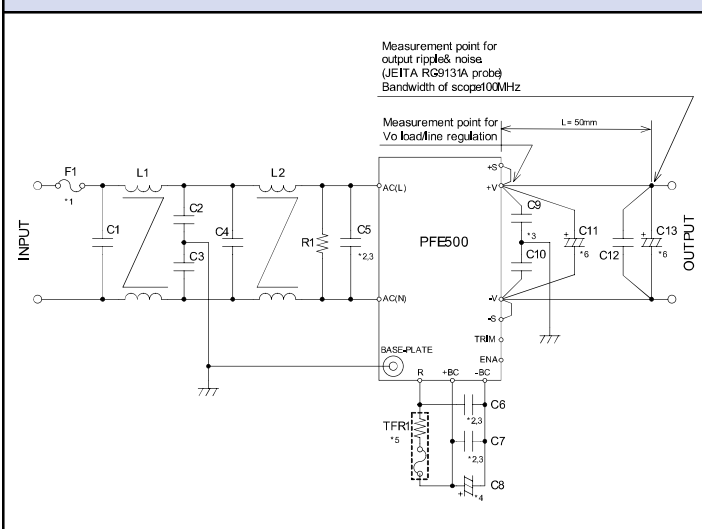 Measurement point for
output ripple& noise.
(JEITA RC9131A probe)
Bandwidth of scope100MHz
Measurement point for
Vo load/line regulation
L= 50mm
F1
*1
L1
L2
C1
C2
C3
C4
R1
C5
*2,3
INPUT
AC(L)
AC(N)
PFE500
BASE-PLATE
+S
+V
-V
-S
TRIM
ENA
R
+BC
-BC
C9
*3
C10
C11
+
*6
C12
C13
+
*6
OUTPUT
C6
*2,3
TFR1
*5
C7
*2,3
C8
+
*4